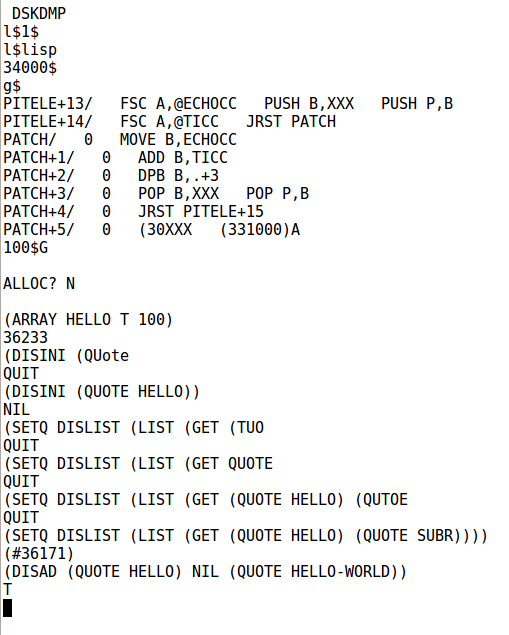 DSKDMP
l$1$
l$lisp
34000$
g$
PITELE+13/   FSC A,@ECHOCC   PUSH B,XXX   PUSH P,B
PITELE+14/   FSC A,@TICC   JRST PATCH
PATCH/   0   MOVE B,ECHOCC
PATCH+1/   0   ADD B,TICC
PATCH+2/   0   DPB B,.+3
PATCH+3/   0   POP B,XXX   POP P,B
PATCH+4/   0   JRST PITELE+15
PATCH+5/   0   (30XXX   (331000)A
100$G
ALLOC? N
(ARRAY HELLO T 100)
36233
(DISINI (QUote
QUIT
(DISINI (QUOTE HELLO))
NIL
(SETQ DISLIST (LIST (GET (TUO
QUIT
(SETQ DISLIST (LIST (GET QUOTE
QUIT
(SETQ DISLIST (LIST (GET (QUOTE HELLO) (QUTOE
QUIT
(SETQ DISLIST (LIST (GET (QUOTE HELLO) (QUOTE SUBR))))
(#36171)
(DISAD (QUOTE HELLO) NIL (QUOTE HELLO-WORLD))
T